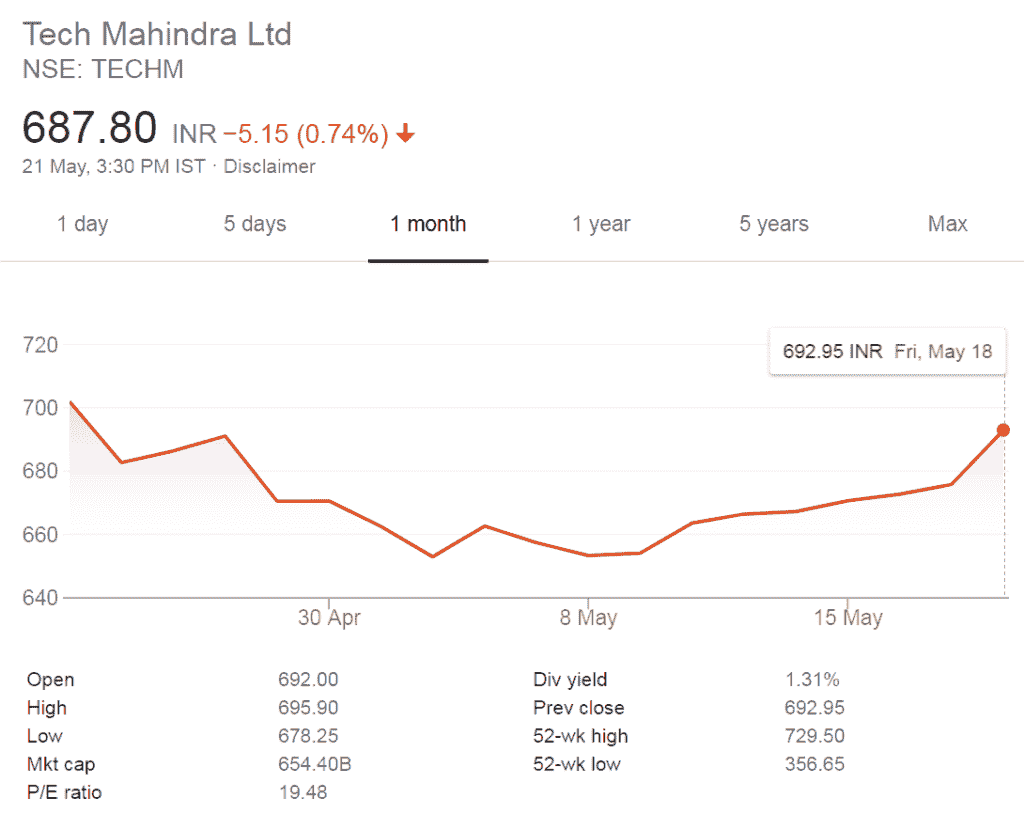 Tech Mahindra Ltd
NSE: TECHM
687.80 INR −5.15 (0.74%) ↓
21 May, 3:30 PM IST · Disclaimer
1 day 5 days 1 month 1 year 5 years Max
692.95 INR Fri, May 18
720
700
680
660
640
30 Apr 8 May 15 May
Open 692.00 Div yield 1.31%
High 695.90 Prev close 692.95
Low 678.25 52-wk high 729.50
Mkt cap 654.40B 52-wk low 356.65
P/E ratio 19.48